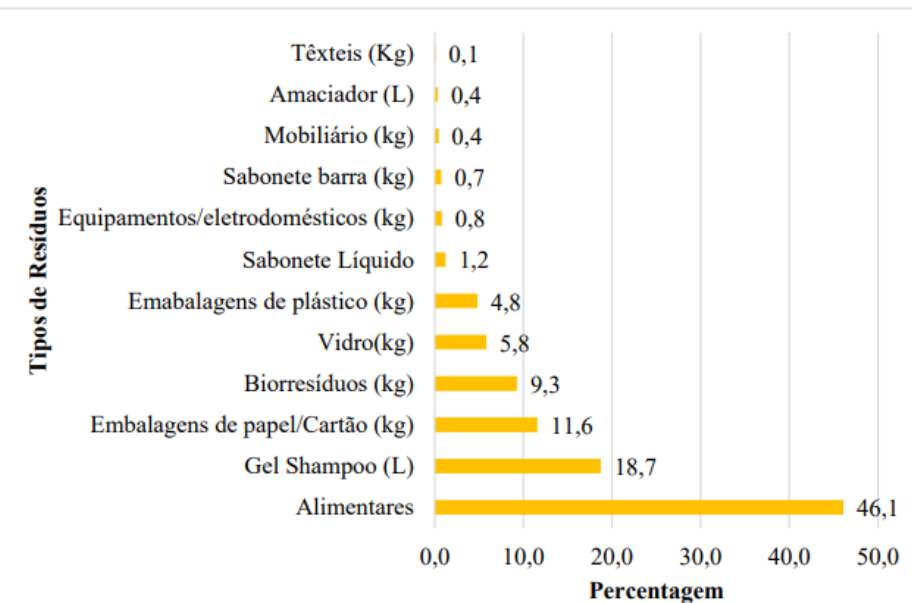 Têxteis (Kg) 0,1
Amaciador (L) 0,4
Mobiliário (kg) 0,4
Sabonete barra (kg) 0,7
Equipamentos/eletrodomésticos (kg) 0,8
Sabonete Líquido 1,2
Emabalagens de plástico (kg) 4,8
Vidro(kg) 5,8
Biorresíduos (kg) 9,3
Embalagens de papel/Cartão (kg) 11,6
Gel Shampoo (L) 18,7
Alimentares 46,1
Tipos de Resíduos
0,0 10,0 20,0 30,0 40,0 50,0
Percentagem